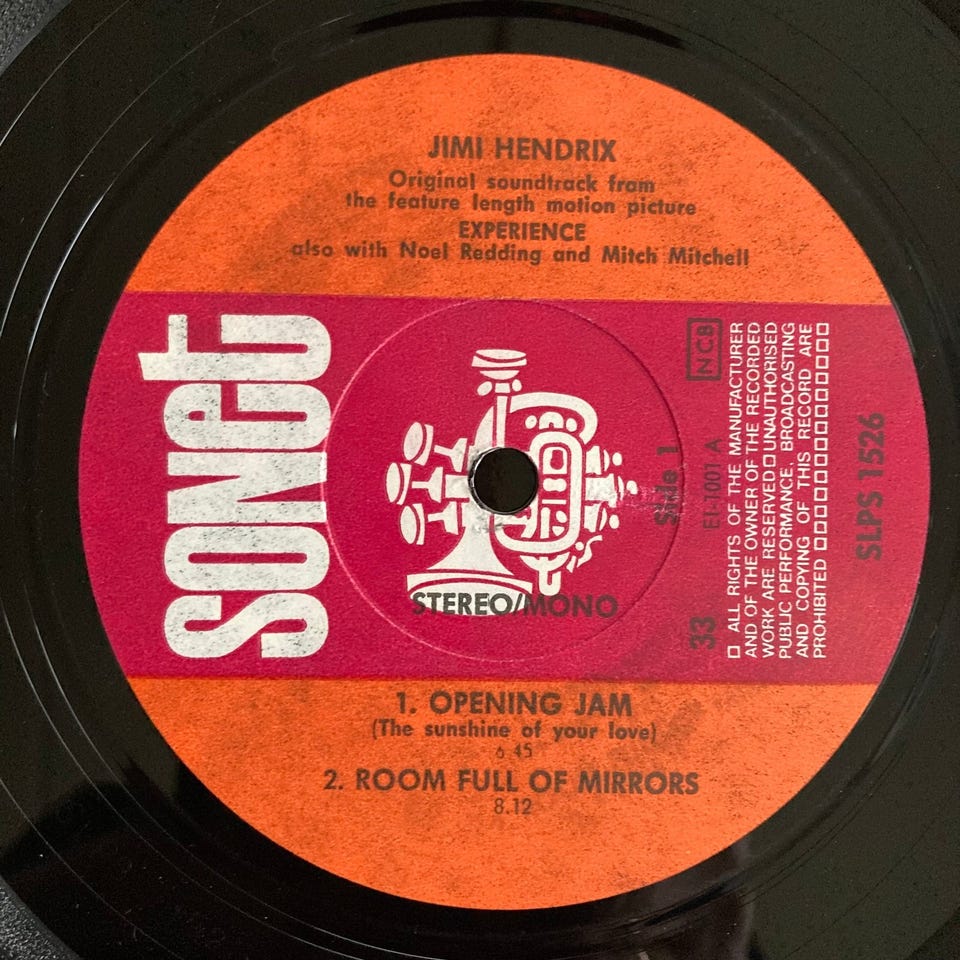 JIMI HENDRIX
Original soundtrack from
the feature length motion picture
EXPERIENCE
also with Noel Redding and Mitch Mitchell
SONET
STEREO/MONO
Side 1
33
NCB
EI-1001 A
ALL RIGHTS OF THE MANUFACTURER
AND OF THE OWNER OF THE RECORDED
WORK ARE RESERVED UNAUTHORISED
PUBLIC PERFORMANCE, BROADCASTING
AND COPYING OF THIS RECORD ARE
PROHIBITED
SLPS 1526
1. OPENING JAM
(The sunshine of your love)
6.45
2. ROOM FULL OF MIRRORS
8.12